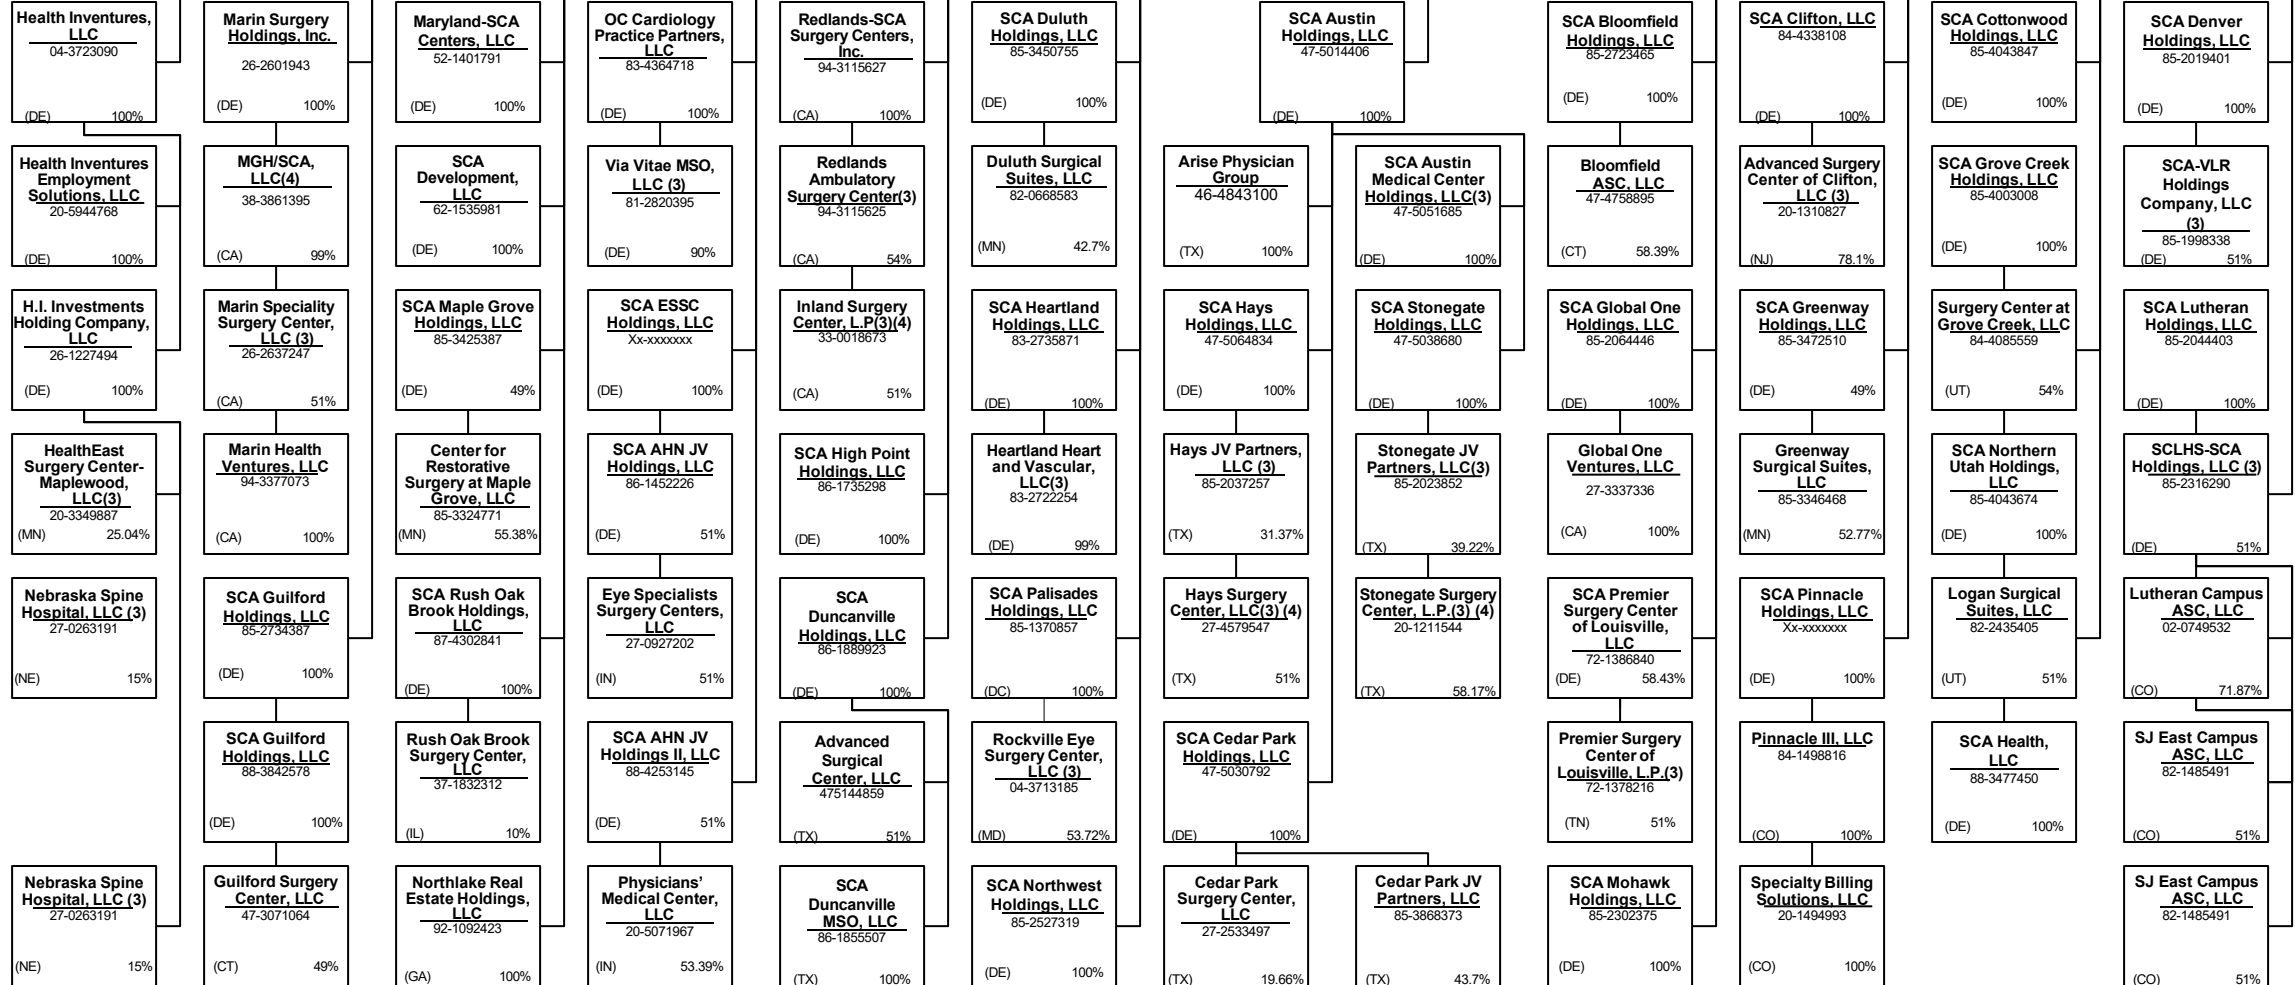 Health Inventures,
LLC
04-3723090
(DE) 100%
Marin Surgery
Holdings, Inc.
26-2601943
(DE) 100%
Maryland-SCA
Centers, LLC
52-1401791
(DE) 100%
OC Cardiology
Practice Partners,
LLC
83-4364718
(DE) 100%
Redlands-SCA
Surgery Centers,
Inc.
94-3115627
(CA) 100%
SCA Duluth
Holdings, LLC
85-3450755
(DE) 100%
SCA Austin
Holdings, LLC
47-5014406
(DE) 100%
SCA Bloomfield
Holdings, LLC
85-2723465
(DE) 100%
SCA Clifton, LLC
84-4338108
(DE) 100%
SCA Cottonwood
Holdings, LLC
85-4043847
(DE) 100%
SCA Denver
Holdings, LLC
85-2019401
(DE) 100%
Health Inventures
Employment
Solutions, LLC
20-5944768
(DE) 100%
MGH/SCA,
LLC(4)
38-3861395
(CA) 99%
SCA
Development,
LLC
62-1535981
(DE) 100%
Via Vitae MSO,
LLC (3)
81-2820395
(DE) 90%
Redlands
Ambulatory
Surgery Center(3)
94-3115625
(CA) 54%
Duluth Surgical
Suites, LLC
82-0668583
(MN) 42.7%
Arise Physician
Group
46-4843100
(TX) 100%
SCA Austin
Medical Center
Holdings, LLC(3)
47-5051685
(DE) 100%
Bloomfield
ASC, LLC
47-4758895
(CT) 58.39%
Advanced Surgery
Center of Clifton,
LLC (3)
20-1310827
(NJ) 78.1%
SCA Grove Creek
Holdings, LLC
85-4003008
(DE) 100%
SCA-VLR
Holdings
Company, LLC
(3)
85-1998338
(DE) 51%
H.I. Investments
Holding Company,
LLC
26-1227494
(DE) 100%
Marin Speciality
Surgery Center,
LLC (3)
26-2637247
(CA) 51%
SCA Maple Grove
Holdings, LLC
85-3425387
(DE) 49%
SCA ESSC
Holdings, LLC
Xx-xxxxxxx
(DE) 100%
Inland Surgery
Center, L.P(3)(4)
33-0018673
(CA) 51%
SCA Heartland
Holdings, LLC
83-2735871
(DE) 100%
SCA Hays
Holdings, LLC
47-5064834
(DE) 100%
SCA Stonegate
Holdings, LLC
47-5038680
(DE) 100%
SCA Global One
Holdings, LLC
85-2064446
(DE) 100%
SCA Greenway
Holdings, LLC
85-3472510
(DE) 49%
Surgery Center at
Grove Creek, LLC
84-4085559
(UT) 54%
SCA Lutheran
Holdings, LLC
85-2044403
(DE) 100%
HealthEast
Surgery Center-
Maplewood,
LLC(3)
20-3349887
(MN) 25.04%
Marin Health
Ventures, LLC
94-3377073
(CA) 100%
Center for
Restorative
Surgery at Maple
Grove, LLC
85-3324771
(MN) 55.38%
SCA AHN JV
Holdings, LLC
86-1452226
(DE) 51%
SCA High Point
Holdings, LLC
86-1735298
(DE) 100%
Heartland Heart
and Vascular,
LLC(3)
83-2722254
(DE) 99%
Hays JV Partners,
LLC (3)
85-2037257
(TX) 31.37%
Stonegate JV
Partners, LLC(3)
85-2023852
(TX) 39.22%
Global One
Ventures, LLC
27-3337336
(CA) 100%
Greenway
Surgical Suites,
LLC
85-3346468
(MN) 52.77%
SCA Northern
Utah Holdings,
LLC
85-4043674
(DE) 100%
SCLHS-SCA
Holdings, LLC (3)
85-2316290
(DE) 51%
Nebraska Spine
Hospital, LLC (3)
27-0263191
(NE) 15%
SCA Guilford
Holdings, LLC
85-2734387
(DE) 100%
SCA Rush Oak
Brook Holdings,
LLC
87-4302841
(DE) 100%
Eye Specialists
Surgery Centers,
LLC
27-0927202
(IN) 51%
SCA
Duncanville
Holdings, LLC
86-1889923
(DE) 100%
SCA Palisades
Holdings, LLC
85-1370857
(DC) 100%
Hays Surgery
Center, LLC(3) (4)
27-4579547
(TX) 51%
Stonegate Surgery
Center, L.P.(3) (4)
20-1211544
(TX) 58.17%
SCA Premier
Surgery Center
of Louisville,
LLC
72-1386840
(DE) 58.43%
SCA Pinnacle
Holdings, LLC
Xx-xxxxxxx
(DE) 100%
Logan Surgical
Suites, LLC
82-2435405
(UT) 51%
Lutheran Campus
ASC, LLC
02-0749532
(CO) 71.87%
SCA Guilford
Holdings, LLC
88-3842578
(DE) 100%
Rush Oak Brook
Surgery Center,
LLC
37-1832312
(IL) 10%
SCA AHN JV
Holdings II, LLC
88-4253145
(DE) 51%
Advanced
Surgical
Center, LLC
475144859
(TX) 51%
Rockville Eye
Surgery Center,
LLC (3)
04-3713185
(MD) 53.72%
SCA Cedar Park
Holdings, LLC
47-5030792
(DE) 100%
Premier Surgery
Center of
Louisville, L.P.(3)
72-1378216
(TN) 51%
Pinnacle III, LLC
84-1498816
(CO) 100%
SCA Health,
LLC
88-3477450
(DE) 100%
SJ East Campus
ASC, LLC
82-1485491
(CO) 51%
Nebraska Spine
Hospital, LLC (3)
27-0263191
(NE) 15%
Guilford Surgery
Center, LLC
47-3071064
(CT) 49%
Northlake Real
Estate Holdings,
LLC
92-1092423
(GA) 100%
Physicians’
Medical Center,
LLC
20-5071967
(IN) 53.39%
SCA
Duncanville
MSO, LLC
86-1855507
(TX) 100%
SCA Northwest
Holdings, LLC
85-2527319
(DE) 100%
Cedar Park
Surgery Center,
LLC
27-2533497
(TX) 19.66%
Cedar Park JV
Partners, LLC
85-3868373
(TX) 43.7%
SCA Mohawk
Holdings, LLC
85-2302375
(DE) 100%
Specialty Billing
Solutions, LLC
20-1494993
(CO) 100%
SJ East Campus
ASC, LLC
82-1485491
(CO) 51%